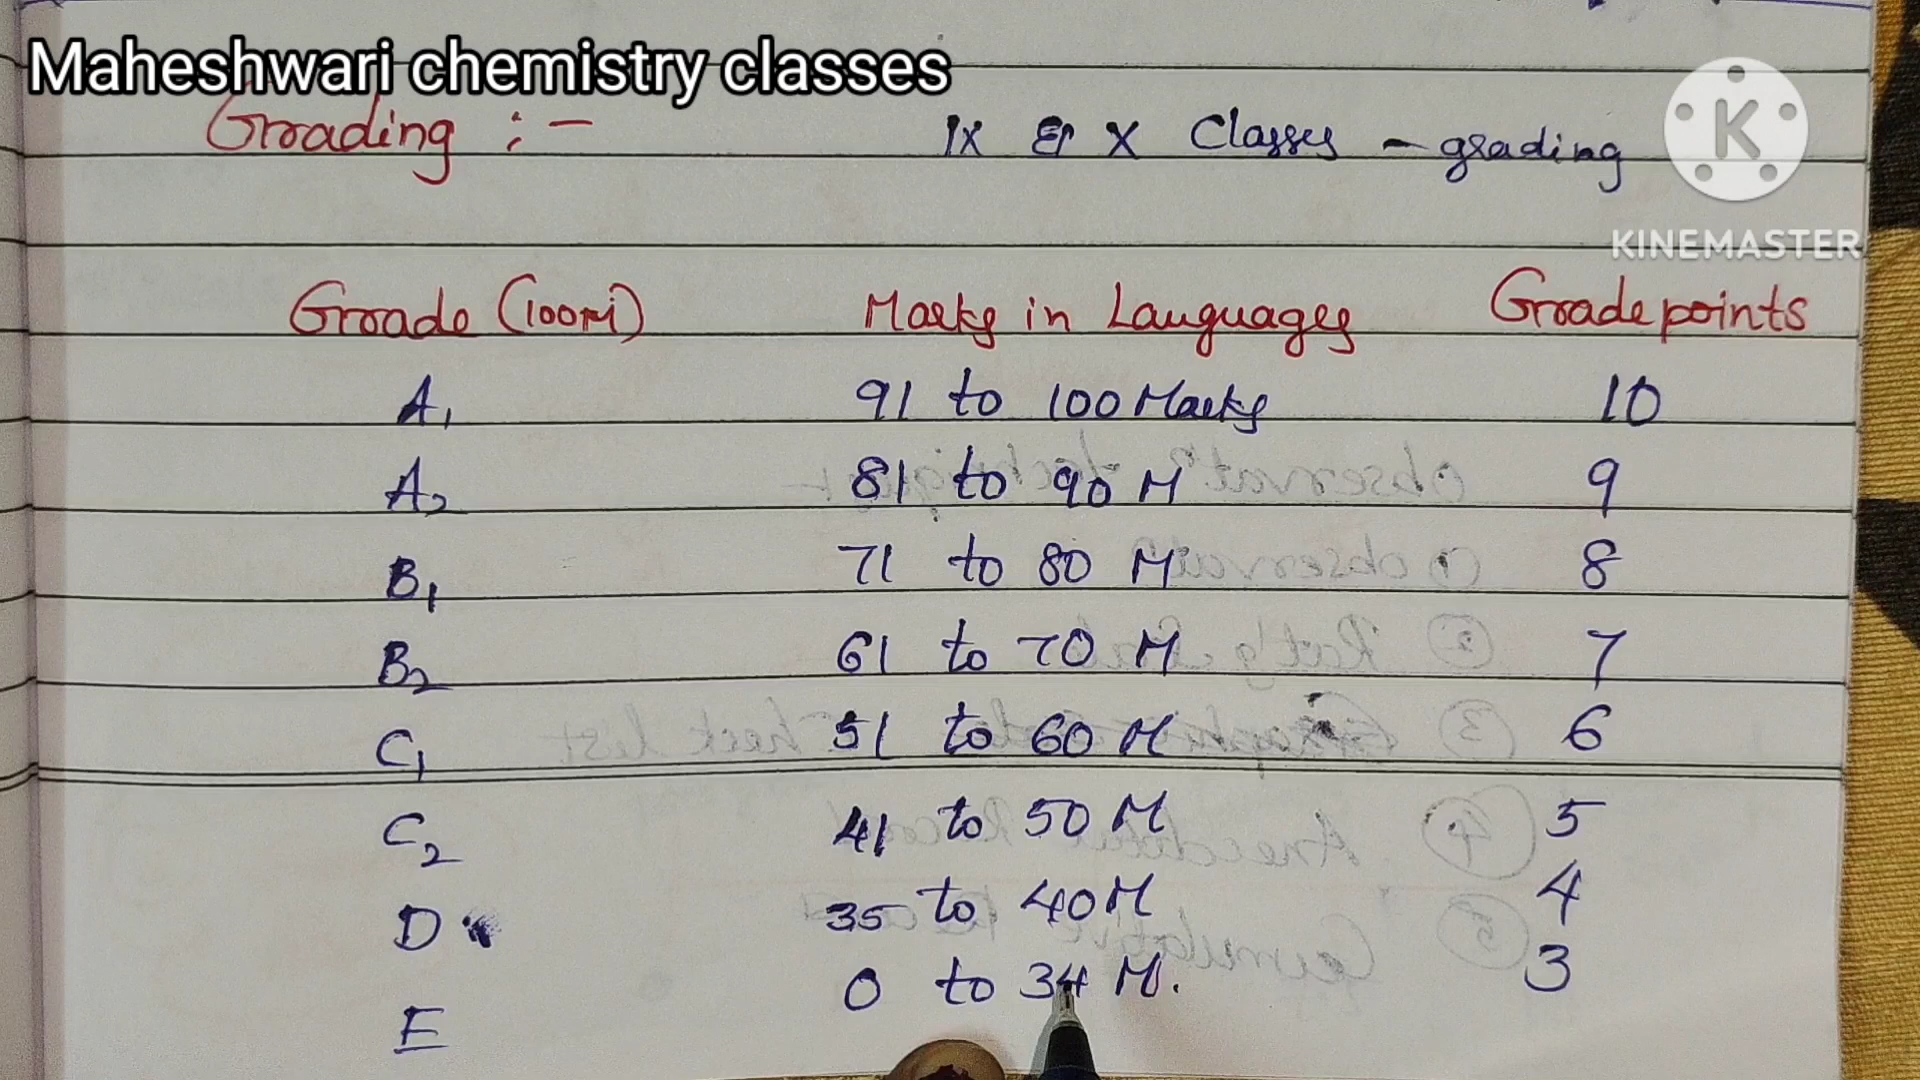 Maheshwari chemistry classes
Grading :- IX & X Classes - grading
KINEMASTER
Grade (100M) Marks in Languages Grade points
A1 91 to 100 Marks 10
A2 81 to 90 M 9
B1 71 to 80 M 8
B2 61 to 70 M 7
C1 51 to 60 M 6
C2 41 to 50 M 5
D 35 to 40 M 4
E 0 to 34 M. 3